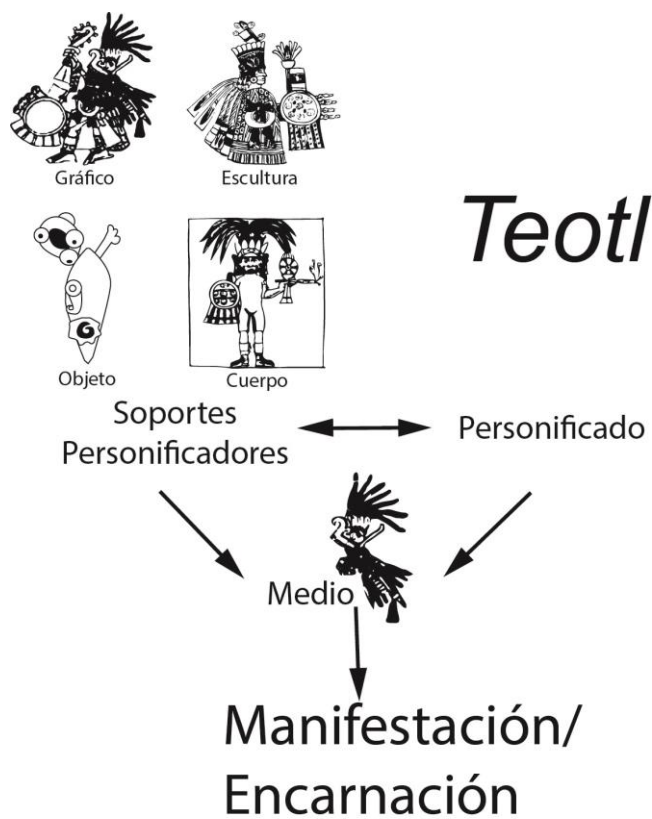 Gráfico
Escultura
Teotl
Objeto
Cuerpo
Soportes
Personificadores
Personificado
Medio
Manifestación/
Encarnación